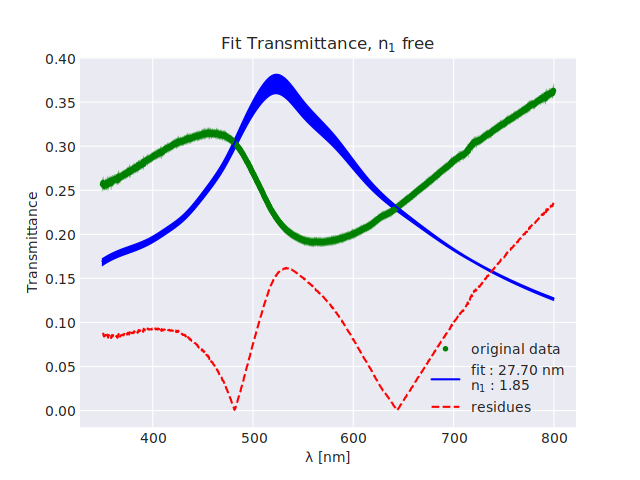 Fit Transmittance, n₁ free
Transmittance
0.40
0.35
0.30
0.25
0.20
0.15
0.10
0.05
0.00
original data
fit : 27.70 nm
n₁ : 1.85
residues
400 500 600 700 800
λ [nm]